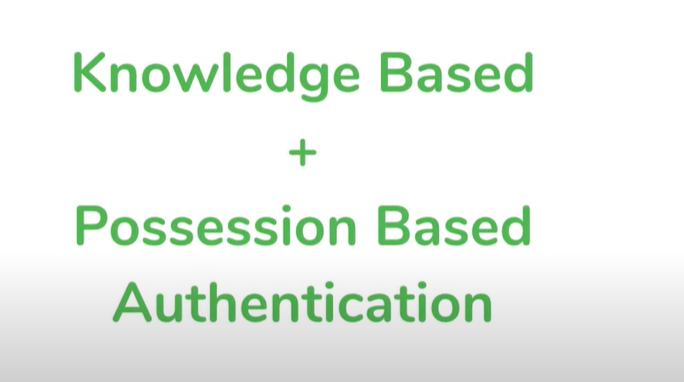 Knowledge Based
+
Possession Based
Authentication